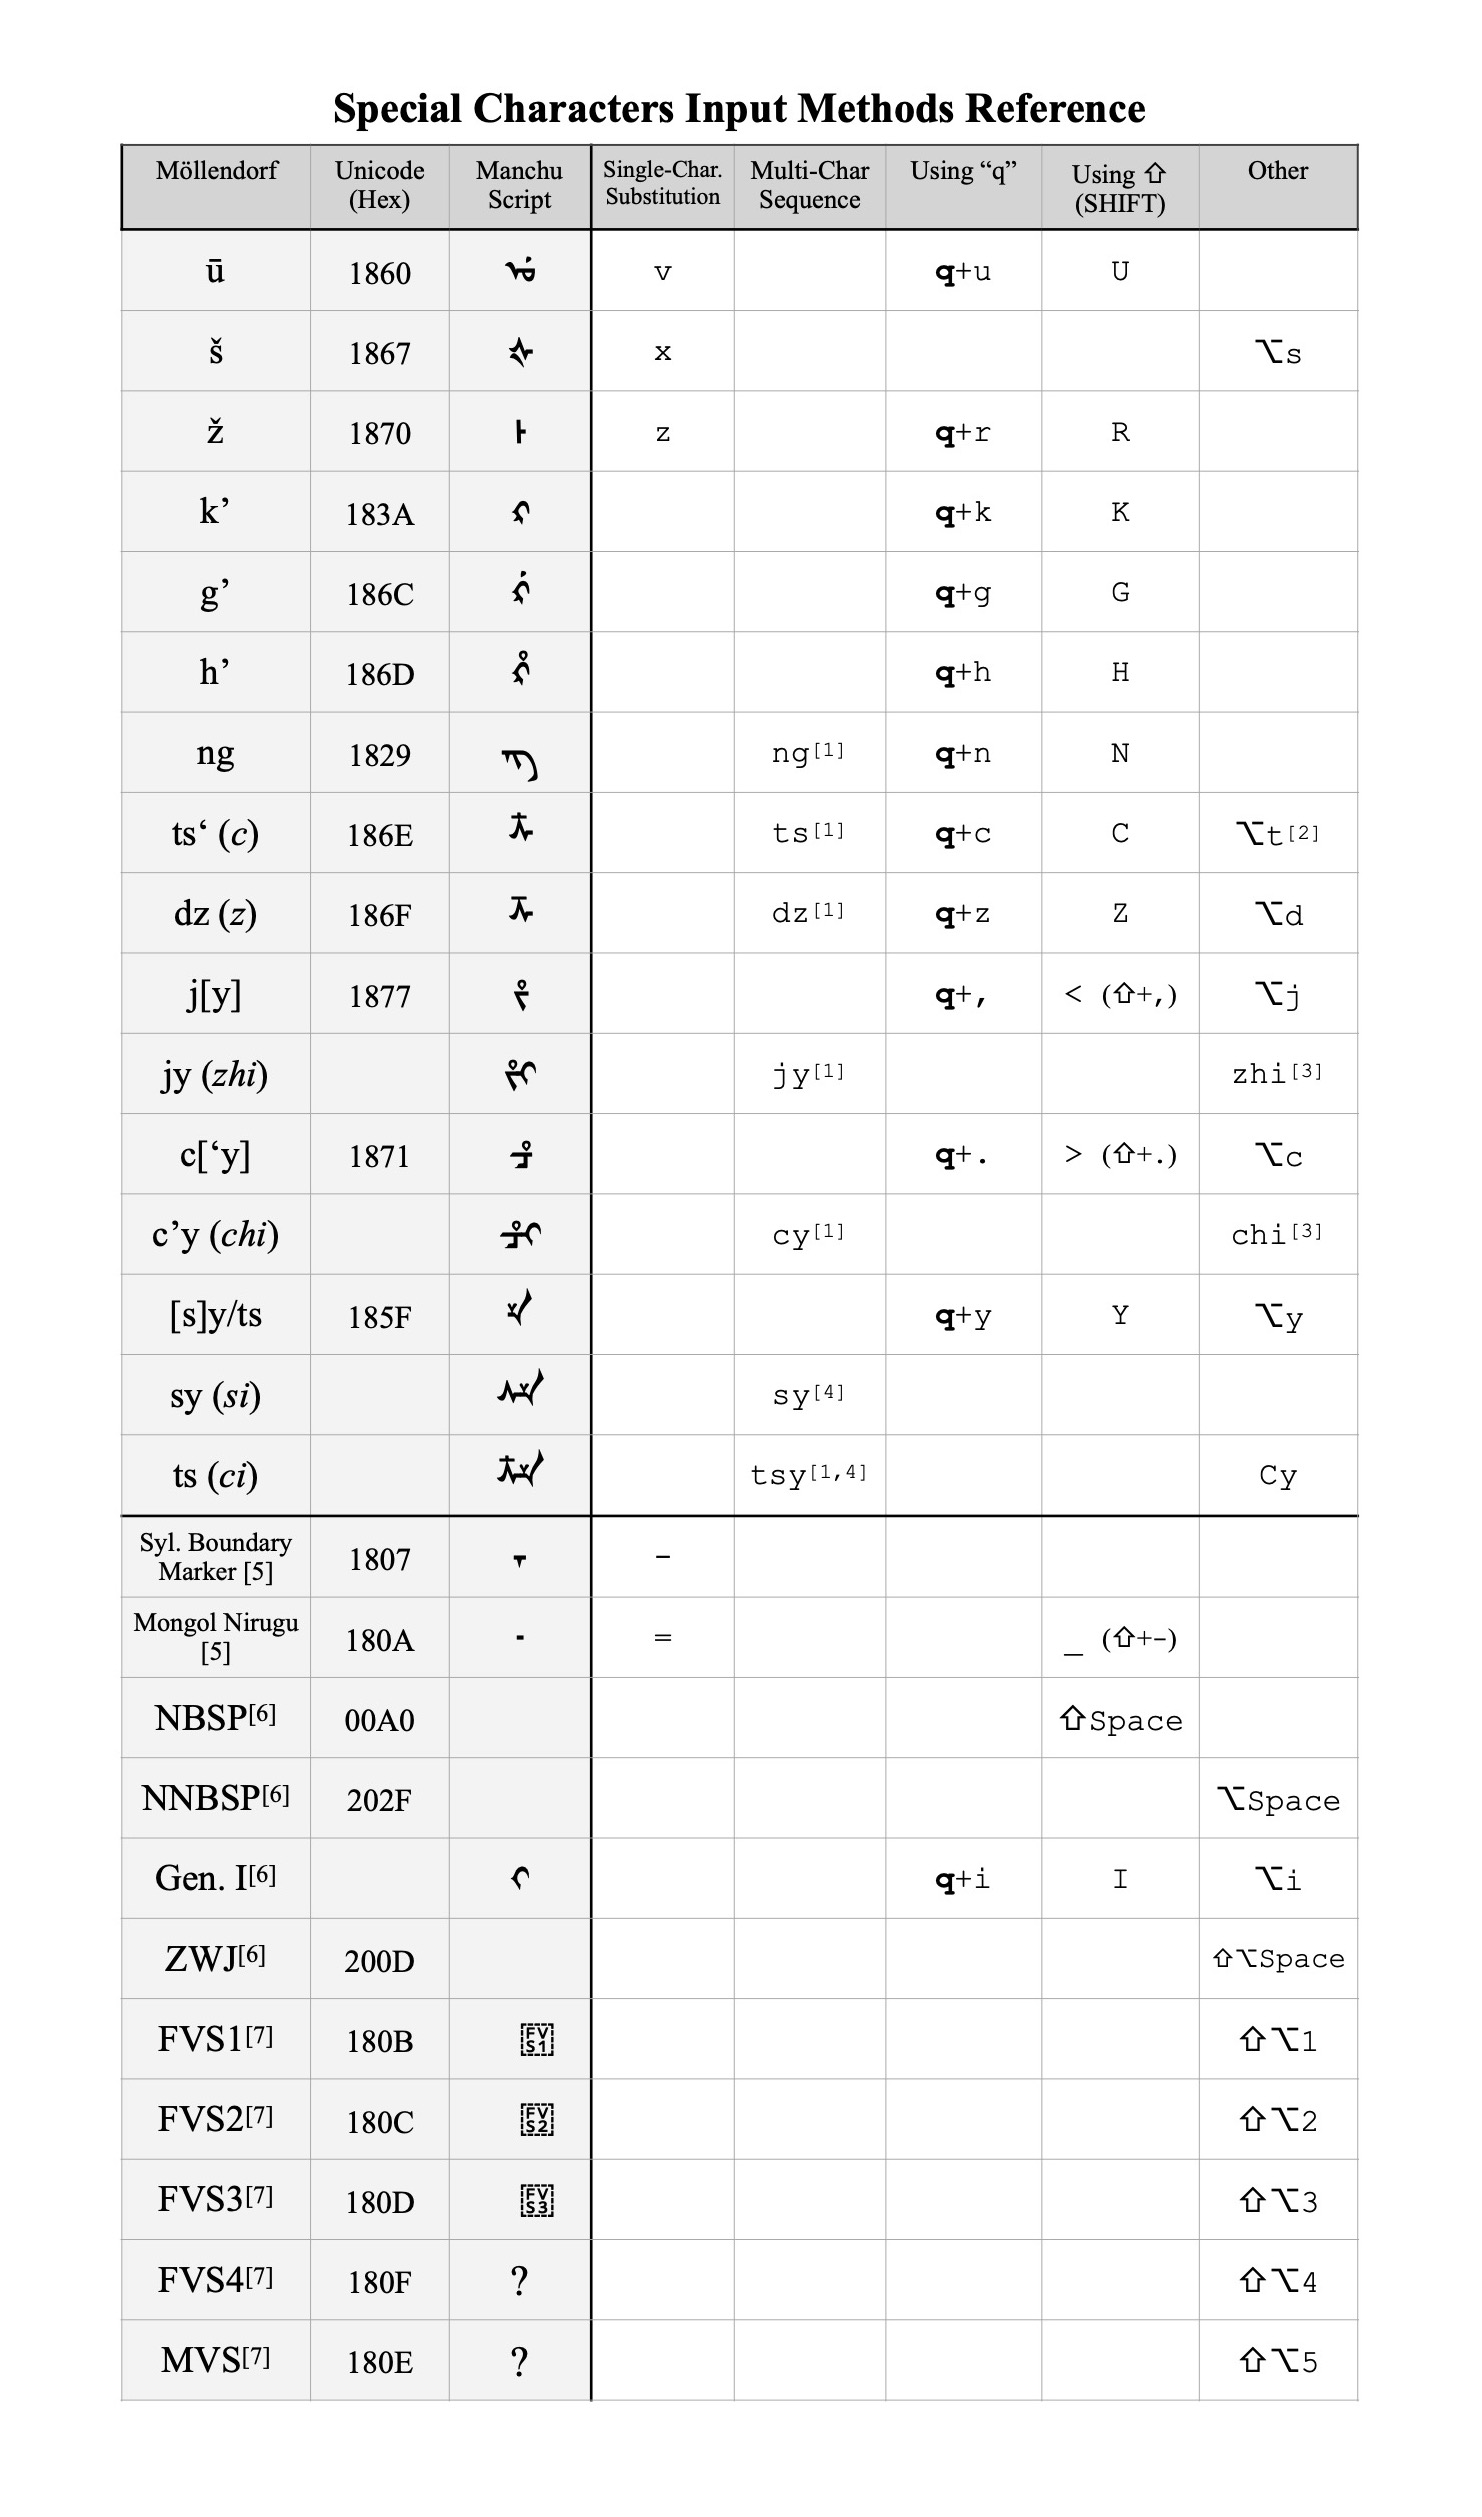 Special Characters Input Methods Reference
Möllendorf Unicode (Hex) Manchu Script Single-Char. Substitution Multi-Char Sequence Using “q” Using ⇧ (SHIFT) Other
ū 1860 ᡠ v q+u U
š 1867 ᡧ x ⌥s
ž 1870 ᡰ z q+r R
k’ 183A ᠺ q+k K
g’ 186C ᡬ q+g G
h’ 186D ᡭ q+h H
ng 1829 ᠩ ng[1] q+n N
ts‘ (c) 186E ᡮ ts[1] q+c C ⌥t[2]
dz (z) 186F ᡯ dz[1] q+z Z ⌥d
j[y] 1877 ᡷ q+, < (⇧+,) ⌥j
jy (zhi) ᡷᡳ jy[1] zhi[3]
c[‘y] 1871 ᡱ q+. > (⇧+.) ⌥c
c’y (chi) ᡱᡳ cy[1] chi[3]
[s]y/ts 185F ᡟ q+y Y ⌥y
sy (si) ᠰᡟ sy[4]
ts (ci) ᡮᡟ tsy[1,4] Cy
Syl. Boundary Marker [5] 1807 ᠇ -
Mongol Nirugu [5] 180A ᠊ = _ (⇧+-)
NBSP[6] 00A0 ⇧Space
NNBSP[6] 202F ⌥Space
Gen. I[6] ᡳ q+i I ⌥i
ZWJ[6] 200D ⇧⌥Space
FVS1[7] 180B FVS1 ⇧⌥1
FVS2[7] 180C FVS2 ⇧⌥2
FVS3[7] 180D FVS3 ⇧⌥3
FVS4[7] 180F ? ⇧⌥4
MVS[7] 180E ? ⇧⌥5